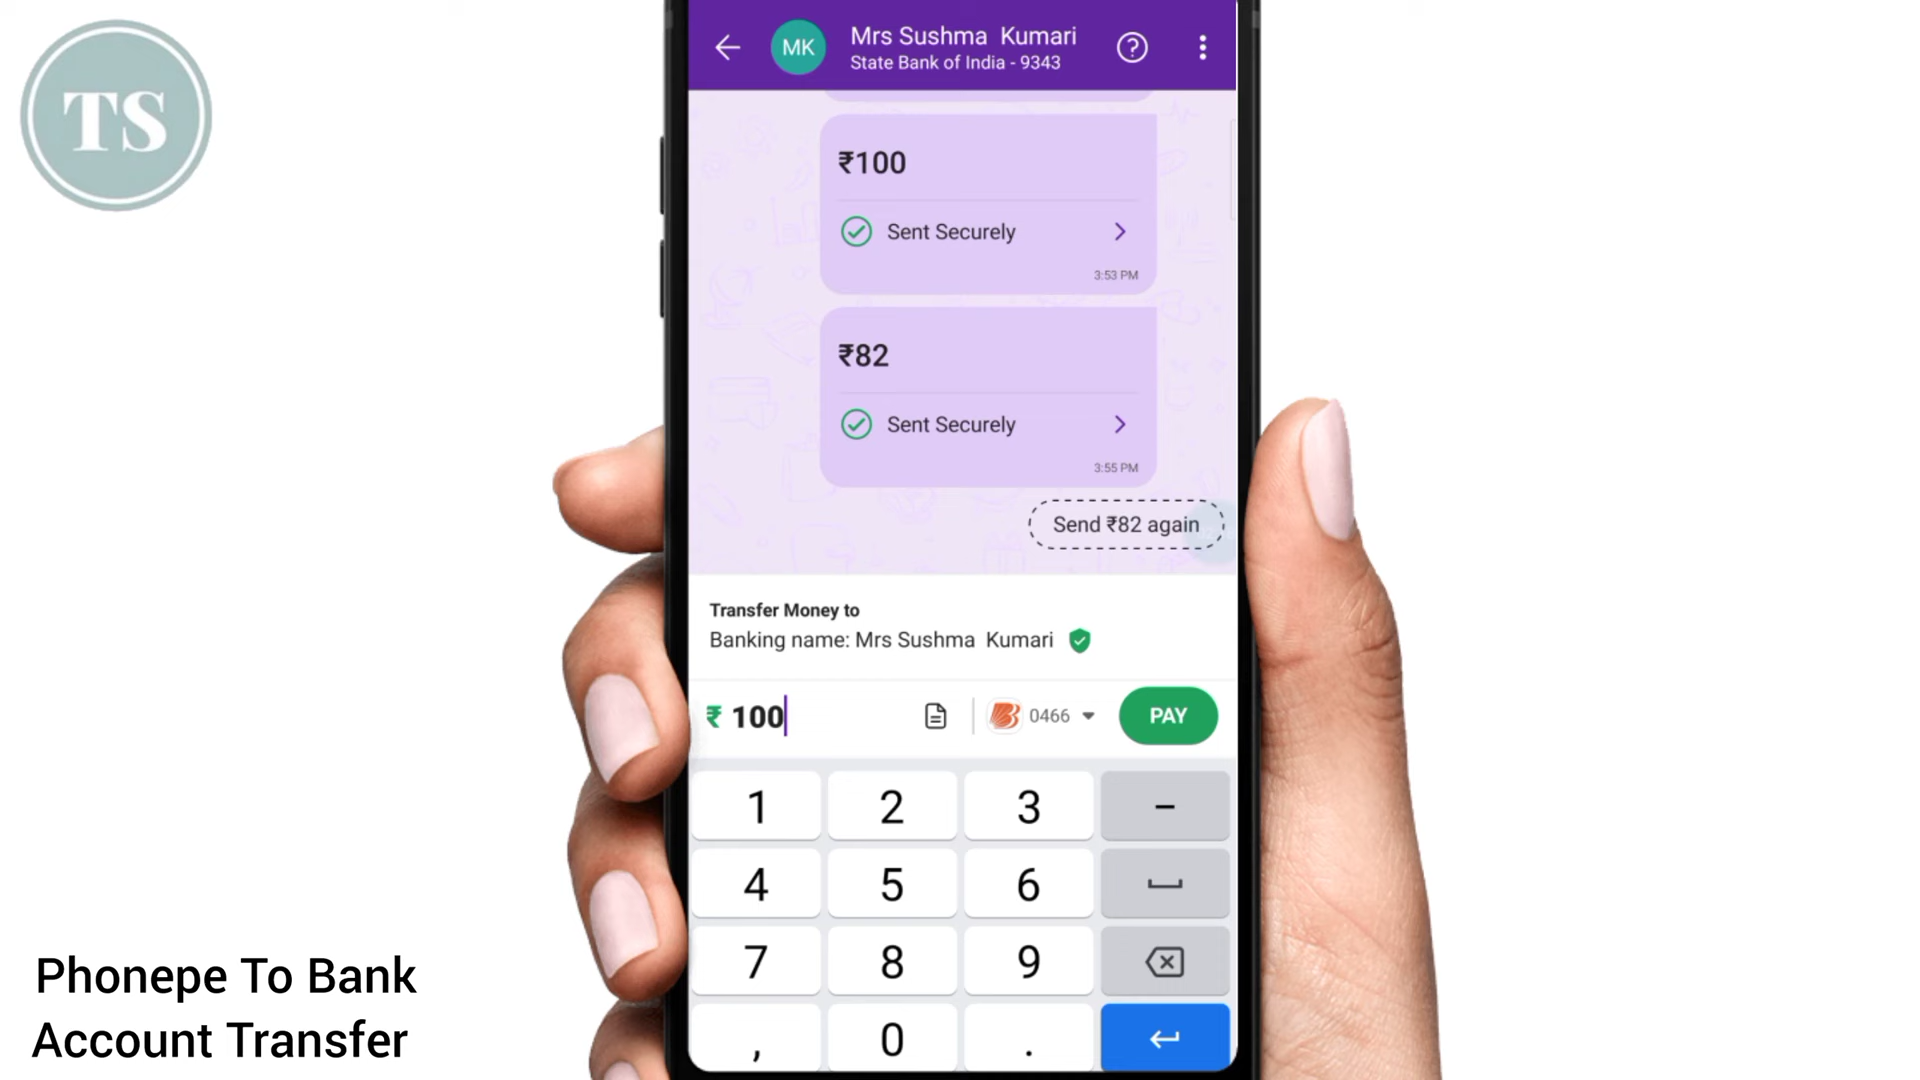 TS
MK
Mrs Sushma Kumari
State Bank of India - 9343
₹100
Sent Securely
3:53 PM
₹82
Sent Securely
3:55 PM
Send ₹82 again
Transfer Money to
Banking name: Mrs Sushma Kumari
₹ 100
0466
PAY
1 2 3 -
4 5 6
7 8 9
, 0 .
Phonepe To Bank
Account Transfer